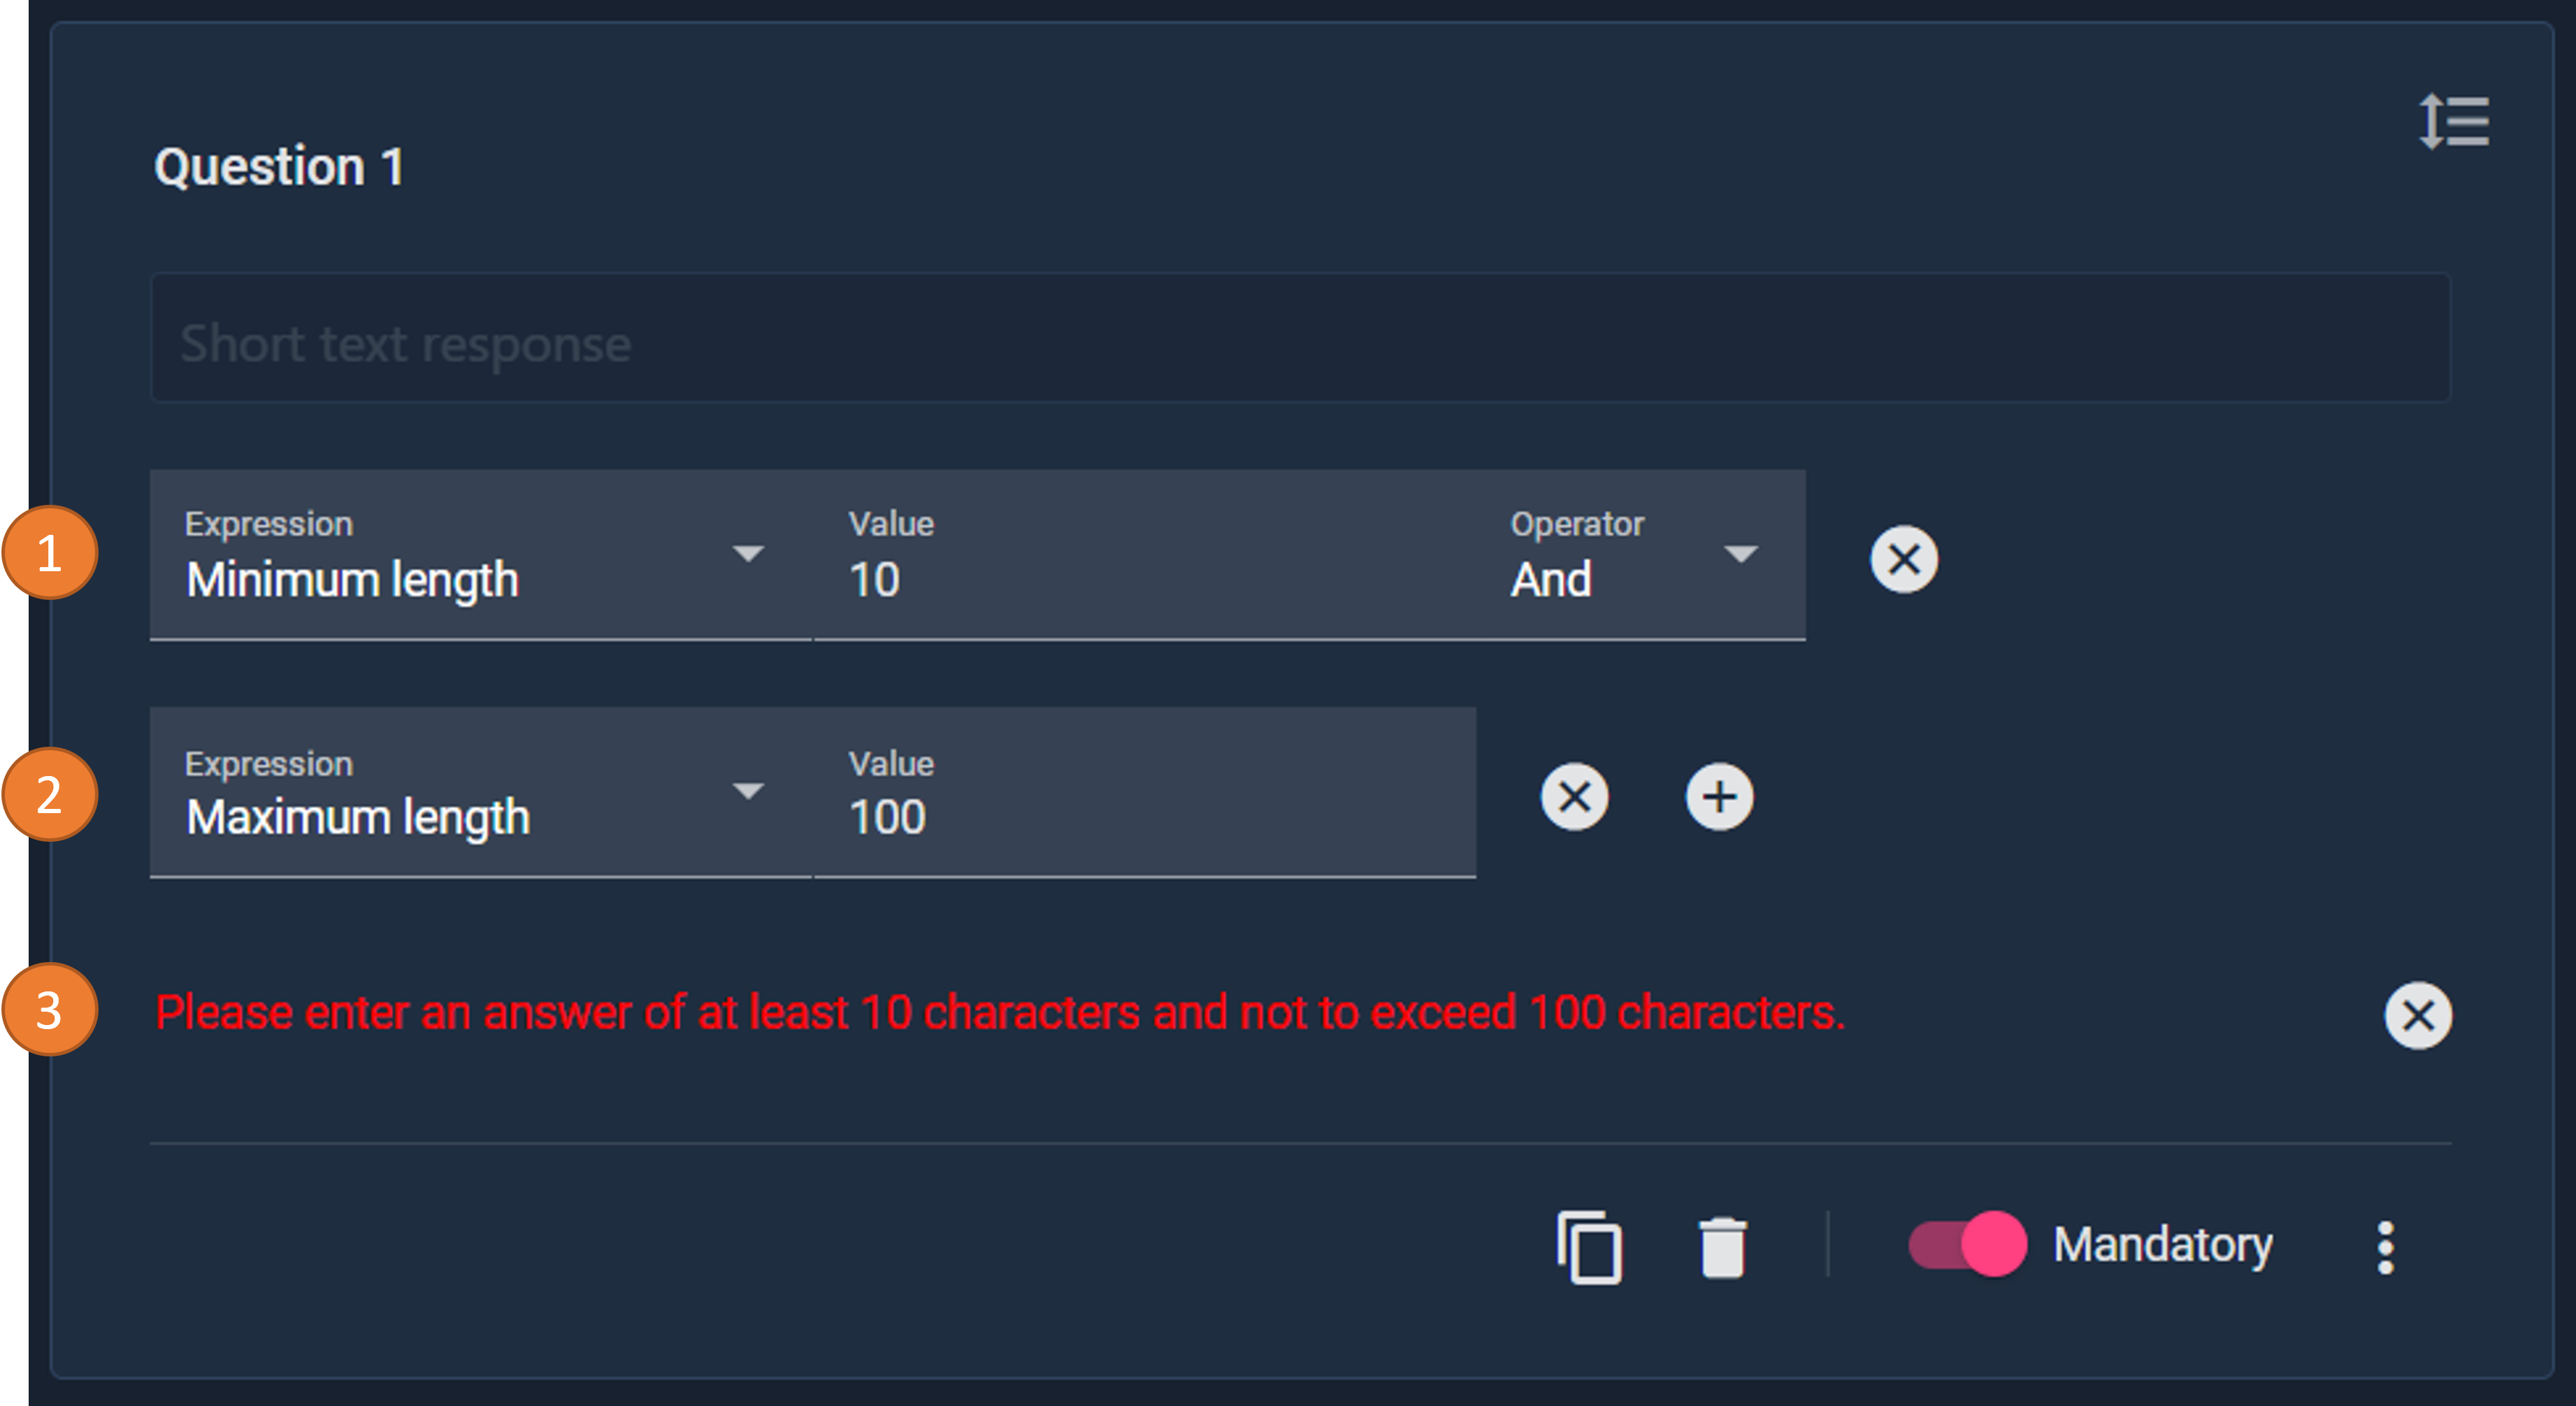 Question 1
Short text response
1
Expression
Minimum length
Value
10
Operator
And
2
Expression
Maximum length
Value
100
3
Please enter an answer of at least 10 characters and not to exceed 100 characters.
Mandatory